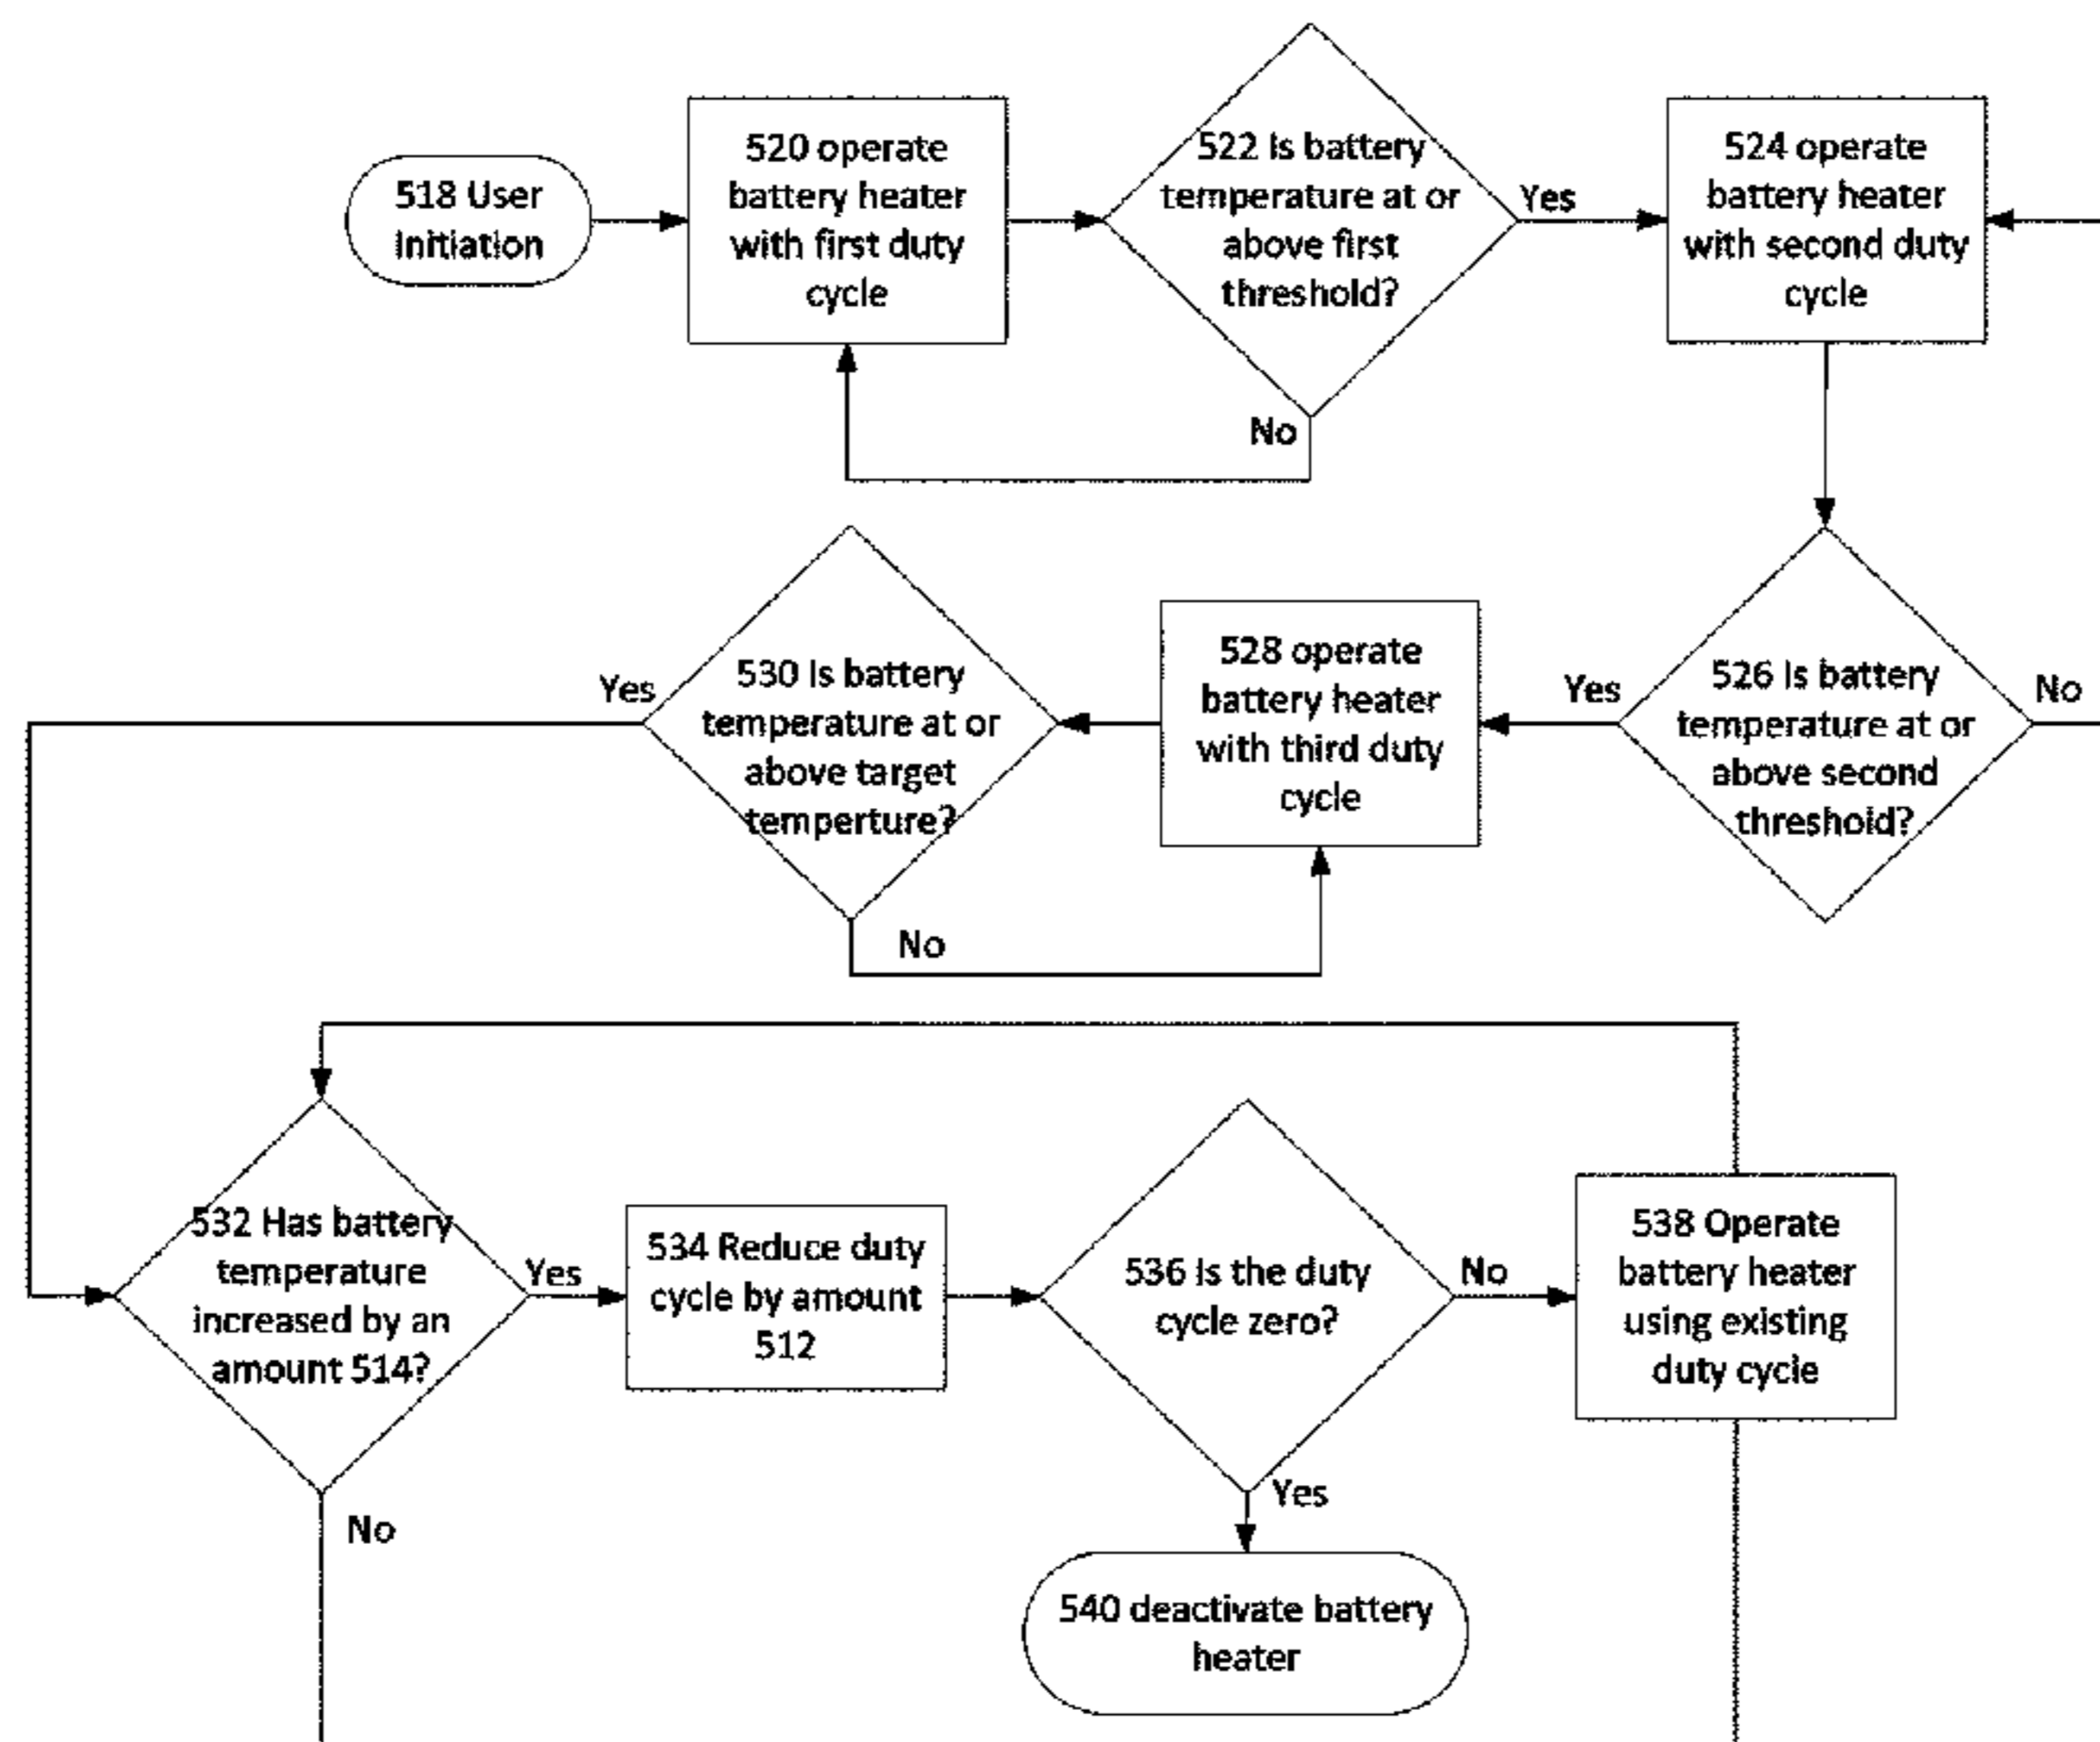 518 User
Initiation
520 operate
battery heater
with first duty
cycle
522 Is battery
temperature at or
above first
threshold?
Yes
No
524 operate
battery heater
with second duty
cycle
526 Is battery
temperature at or
above second
threshold?
No
Yes
528 operate
battery heater
with third duty
cycle
530 Is battery
temperature at or
above target
temperture?
Yes
No
532 Has battery
temperature
increased by an
amount 514?
Yes
No
534 Reduce duty
cycle by amount
512
536 Is the duty
cycle zero?
No
Yes
538 Operate
battery heater
using existing
duty cycle
540 deactivate battery
heater